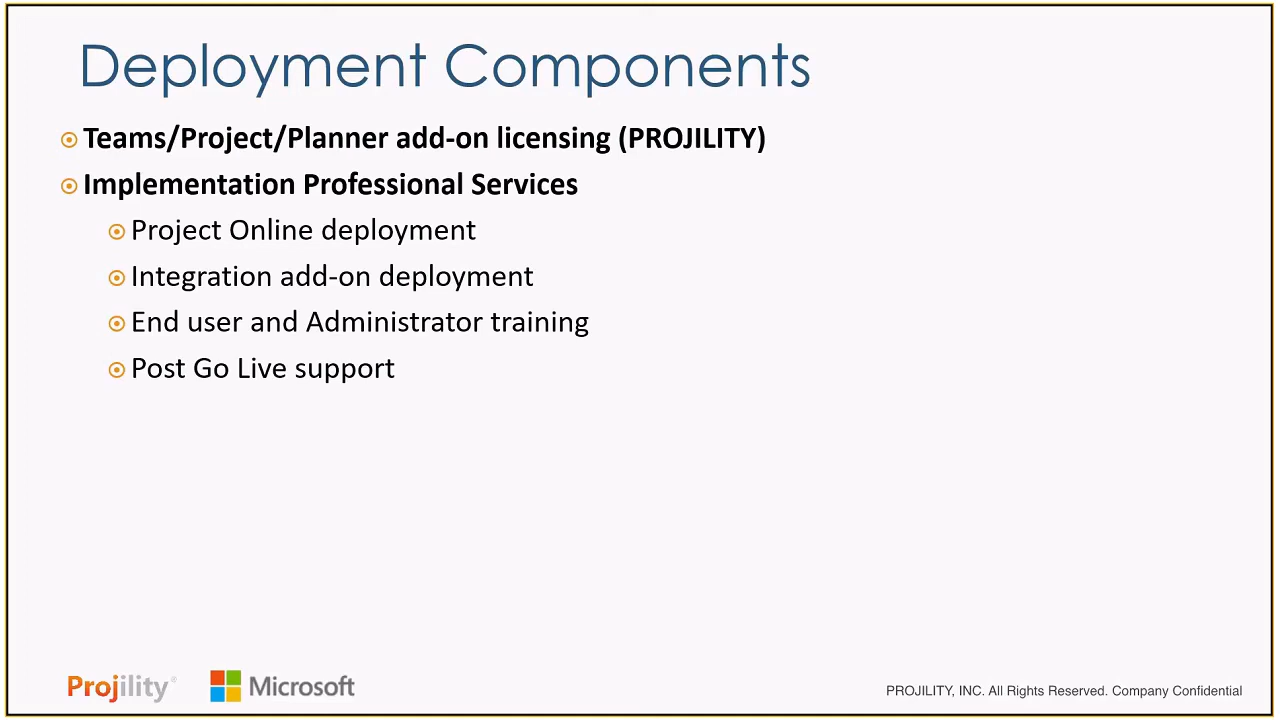 Deployment Components
Teams/Project/Planner add-on licensing (PROJILITY)
Implementation Professional Services
Project Online deployment
Integration add-on deployment
End user and Administrator training
Post Go Live support
Projility® Microsoft
PROJILITY, INC. All Rights Reserved. Company Confidential